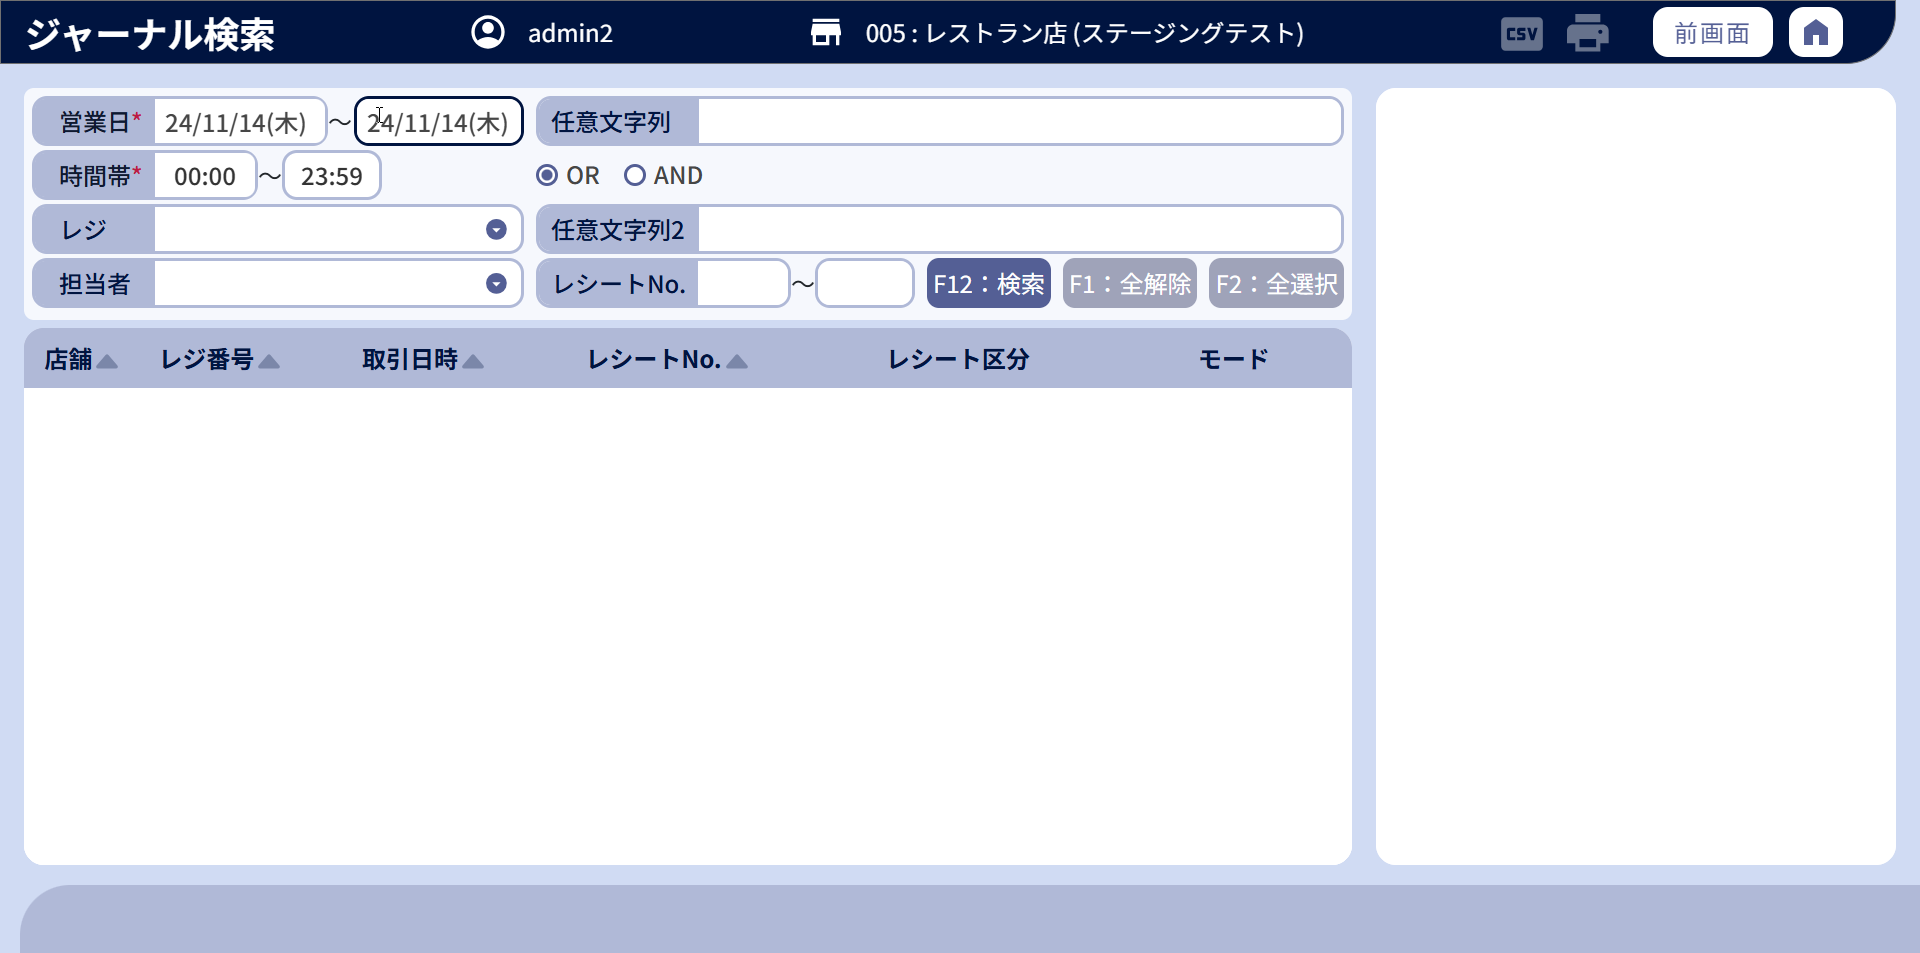 ジャーナル検索 admin2 005 : レストラン店 (ステージングテスト) CSV 前画面
営業日* 24/11/14(木) ～ 24/11/14(木) 任意文字列
時間帯* 00:00 ～ 23:59 OR AND
レジ 任意文字列2
担当者 レシートNo. ～ F12：検索 F1：全解除 F2：全選択
店舗 レジ番号 取引日時 レシートNo. レシート区分 モード